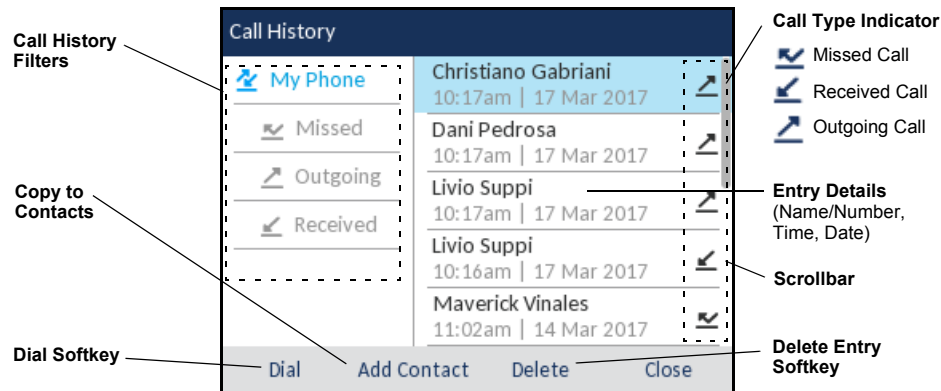 Call History
Call History
Filters
My Phone
Missed
Outgoing
Received
Copy to
Contacts
Dial Softkey
Christiano Gabriani
10:17am | 17 Mar 2017
Dani Pedrosa
10:17am | 17 Mar 2017
Livio Suppi
10:17am | 17 Mar 2017
Livio Suppi
10:16am | 17 Mar 2017
Maverick Vinales
11:02am | 14 Mar 2017
Dial
Add Contact
Delete
Close
Call Type Indicator
Missed Call
Received Call
Outgoing Call
Entry Details
(Name/Number,
Time, Date)
Scrollbar
Delete Entry
Softkey